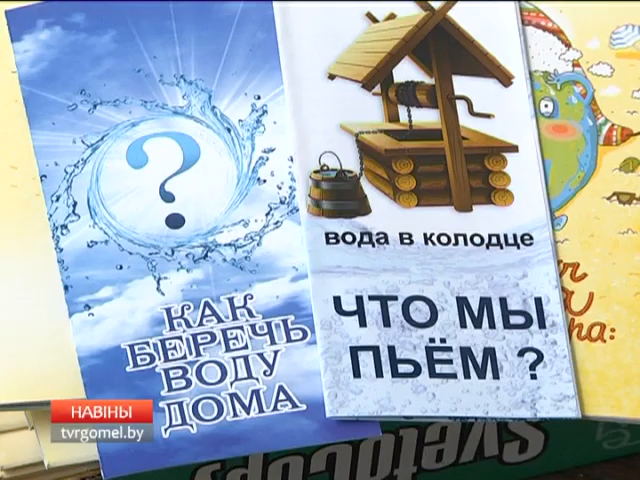 ?
КАК
БЕРЕЧЬ
ВОДУ
ДОМА
вода в колодце
ЧТО МЫ
ПЬЁМ ?
НАВІНЫ
tvrgomel.by
SvetoCopy